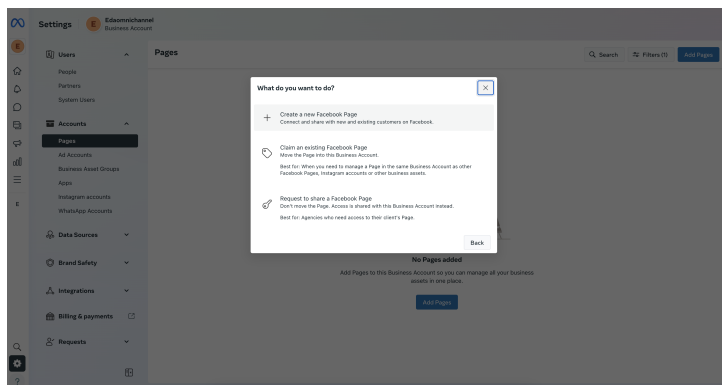 Settings
E
Edaomnichannel
Business Account
E
Users
People
Partners
System Users
Accounts
Pages
Ad Accounts
Business Asset Groups
Apps
Instagram accounts
WhatsApp Accounts
Data Sources
Brand Safety
Integrations
Billing & payments
Requests
E
?
Pages
Search
Filters (1)
Add Pages
What do you want to do?
Create a new Facebook Page
Connect and share with new and existing customers on Facebook.
Claim an existing Facebook Page
Move the Page into this Business Account.
Best for: When you need to manage a Page in the same Business Account as other
Facebook Pages, Instagram accounts or other business assets.
Request to share a Facebook Page
Don't move the Page. Access is shared with this Business Account instead:
Best for: Agencies who need access to their client's Page.
Back
No Pages added
Add Pages to this Business Account so you can manage all your business
assets in one place.
Add Pages